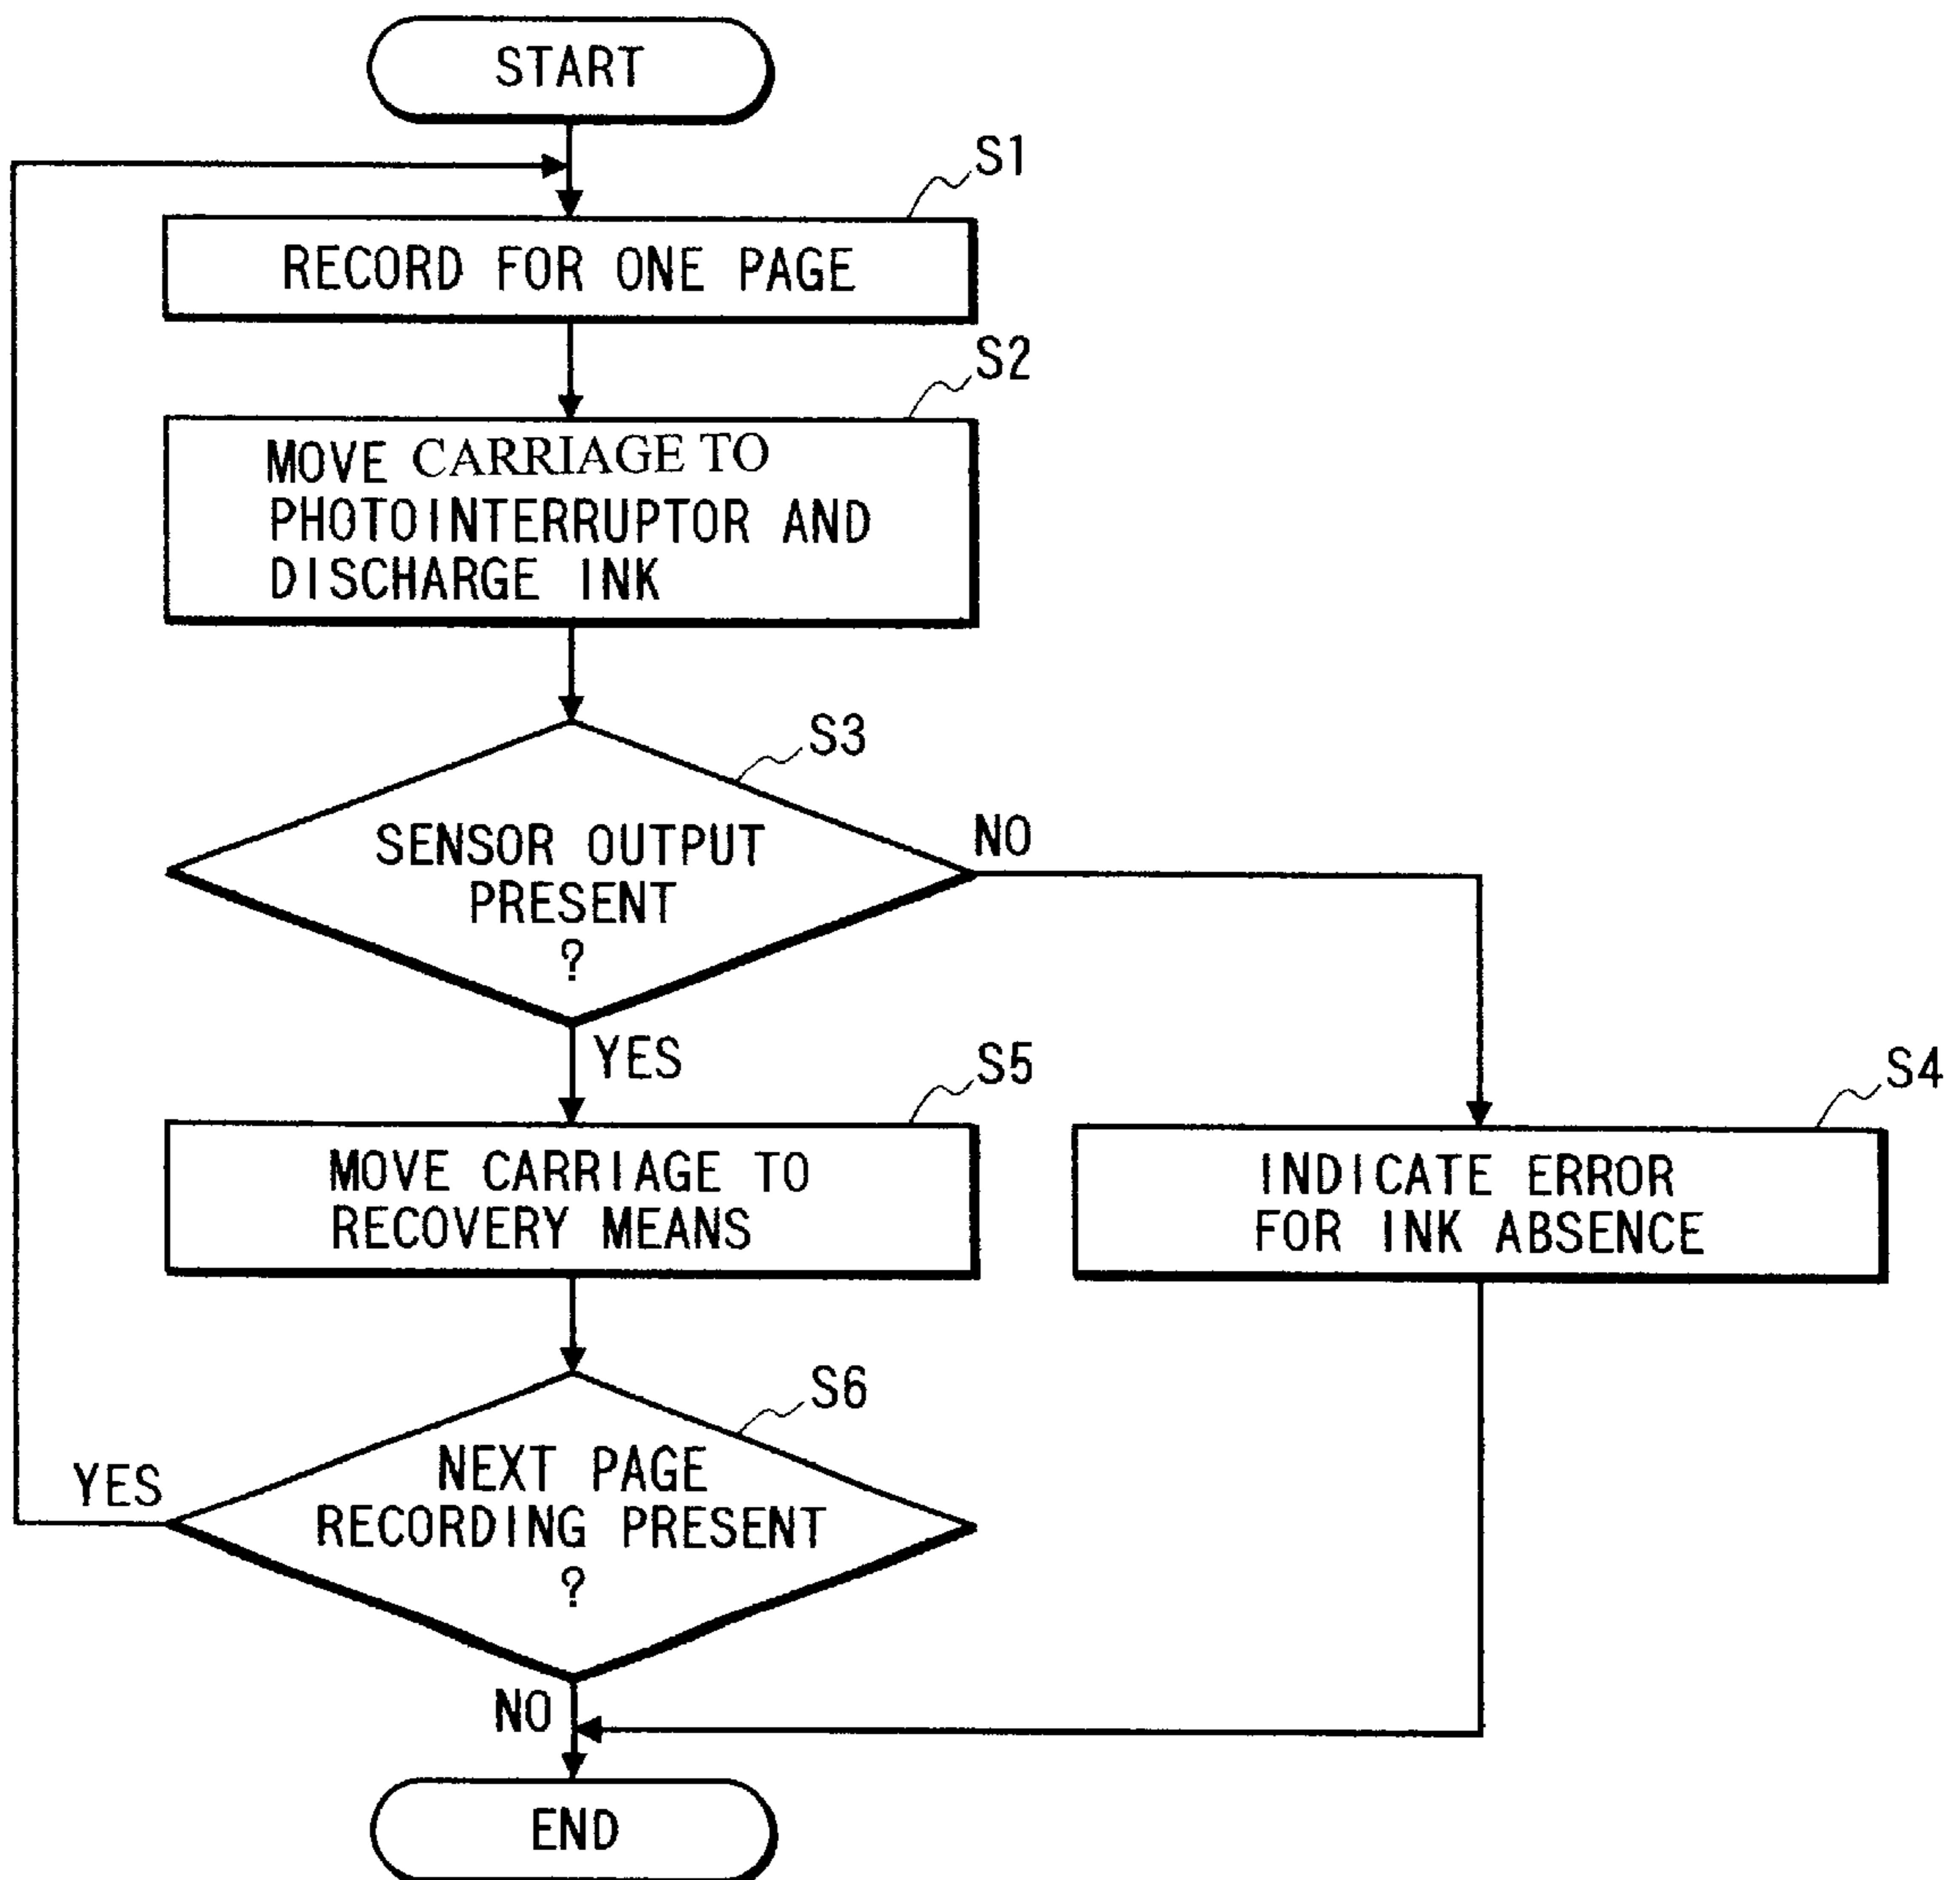 START
S1
RECORD FOR ONE PAGE
S2
MOVE CARRIAGE TO
PHOTOINTERRUPTOR AND
DISCHARGE INK
S3
SENSOR OUTPUT
PRESENT
?
NO
YES
S5
MOVE CARRIAGE TO
RECOVERY MEANS
S4
INDICATE ERROR
FOR INK ABSENCE
S6
NEXT PAGE
RECORDING PRESENT
?
YES
NO
END